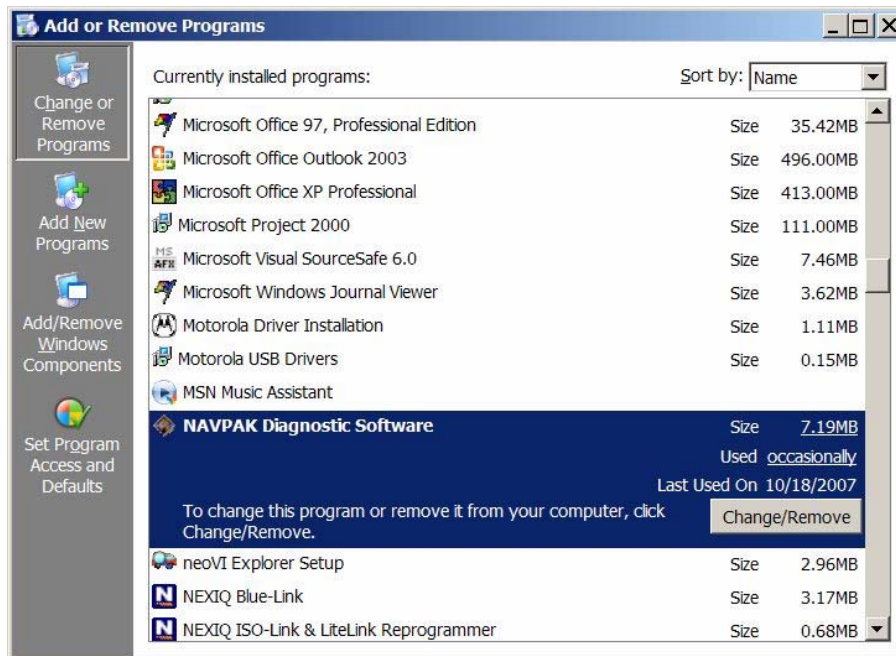 Add or Remove Programs
Change or
Remove
Programs
Add New
Programs
Add/Remove
Windows
Components
Set Program
Access and
Defaults
Currently installed programs: Sort by: Name
Microsoft Office 97, Professional Edition Size 35.42MB
Microsoft Office Outlook 2003 Size 496.00MB
Microsoft Office XP Professional Size 413.00MB
Microsoft Project 2000 Size 111.00MB
MS
AFX
Microsoft Visual SourceSafe 6.0 Size 7.46MB
Microsoft Windows Journal Viewer Size 3.62MB
Motorola Driver Installation Size 1.11MB
Motorola USB Drivers Size 0.15MB
MSN Music Assistant
NAVPAK Diagnostic Software Size 7.19MB
Used occasionally
Last Used On 10/18/2007
To change this program or remove it from your computer, click
Change/Remove.
Change/Remove
neoVI Explorer Setup Size 2.96MB
N NEXIQ Blue-Link Size 3.17MB
N NEXIQ ISO-Link & LiteLink Reprogrammer Size 0.68MB